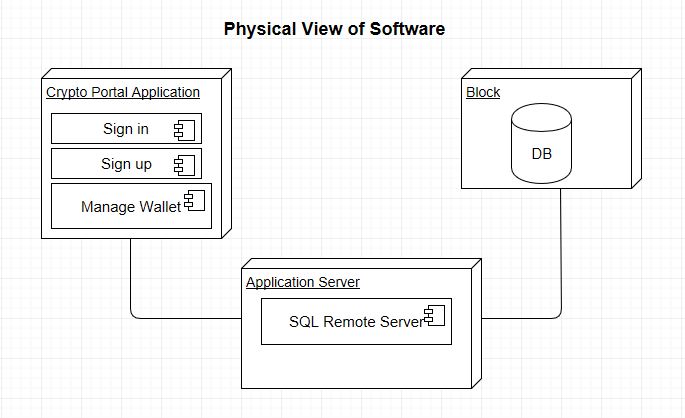 Physical View of Software
Crypto Portal Application
Sign in
Sign up
Manage Wallet
Block
DB
Application Server
SQL Remote Server